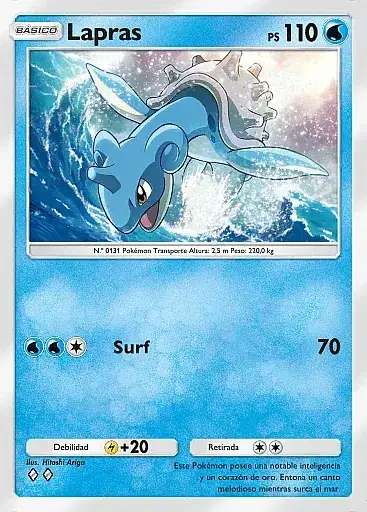 BÁSICO Lapras PS 110
N.º 0131 Pokémon Transporte Altura: 2,5 m Peso: 220,0 kg
Surf 70
Debilidad +20 Retirada
Ilus. Hitoshi Ariga
Este Pokémon posee una notable inteligencia
y un corazón de oro. Entona un canto
melodioso mientras surca el mar.